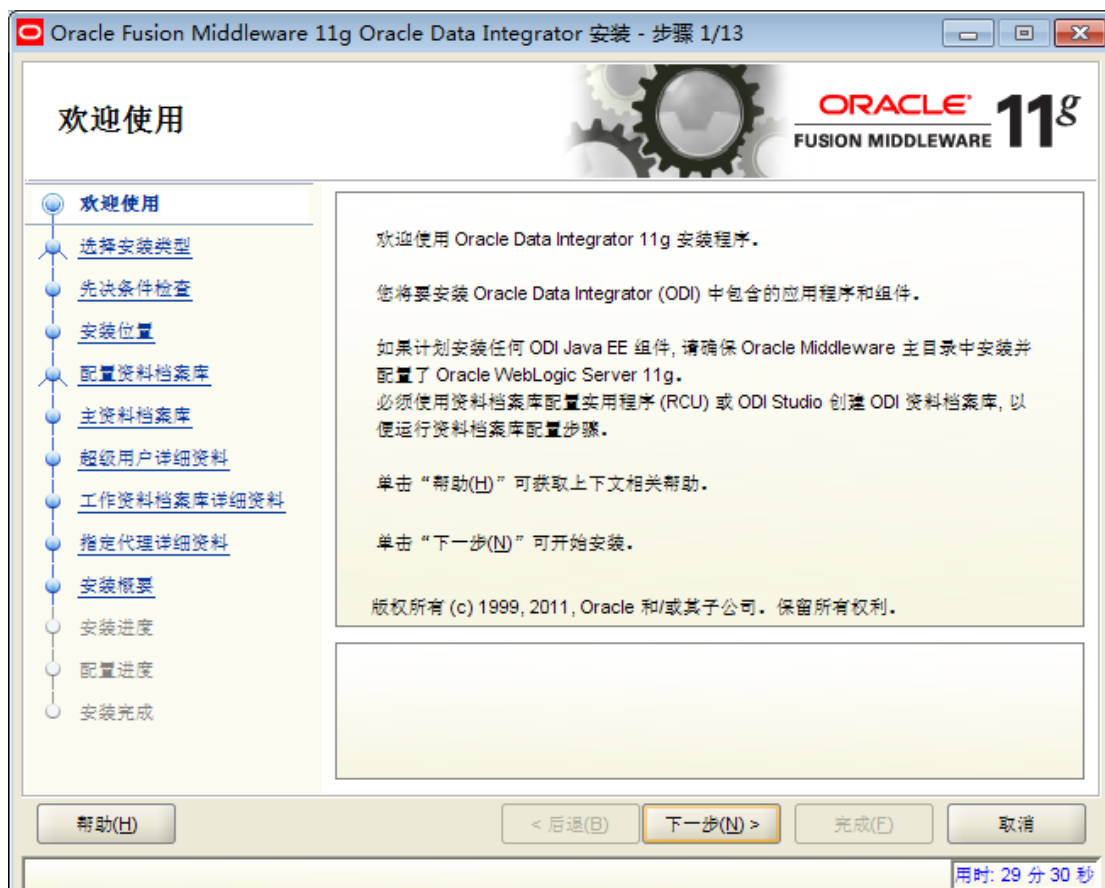 Oracle Fusion Middleware 11g Oracle Data Integrator 安装 - 步骤 1/13
欢迎使用
ORACLE
FUSION MIDDLEWARE 11g
欢迎使用
选择安装类型
先决条件检查
安装位置
配置资料档案库
主资料档案库
超级用户详细资料
工作资料档案库详细资料
指定代理详细资料
安装概要
安装进度
配置进度
安装完成
欢迎使用 Oracle Data Integrator 11g 安装程序。
您将要安装 Oracle Data Integrator (ODI) 中包含的应用程序和组件。
如果计划安装任何 ODI Java EE 组件, 请确保 Oracle Middleware 主目录中安装并
配置了 Oracle WebLogic Server 11g。
必须使用资料档案库配置实用程序 (RCU) 或 ODI Studio 创建 ODI 资料档案库, 以
便运行资料档案库配置步骤。
单击“帮助(H)”可获取上下文相关帮助。
单击“下一步(N)”可开始安装。
版权所有 (c) 1999, 2011, Oracle 和/或其子公司。保留所有权利。
帮助(H)
< 后退(B)
下一步(N) >
完成(F)
取消
用时: 29 分 30 秒